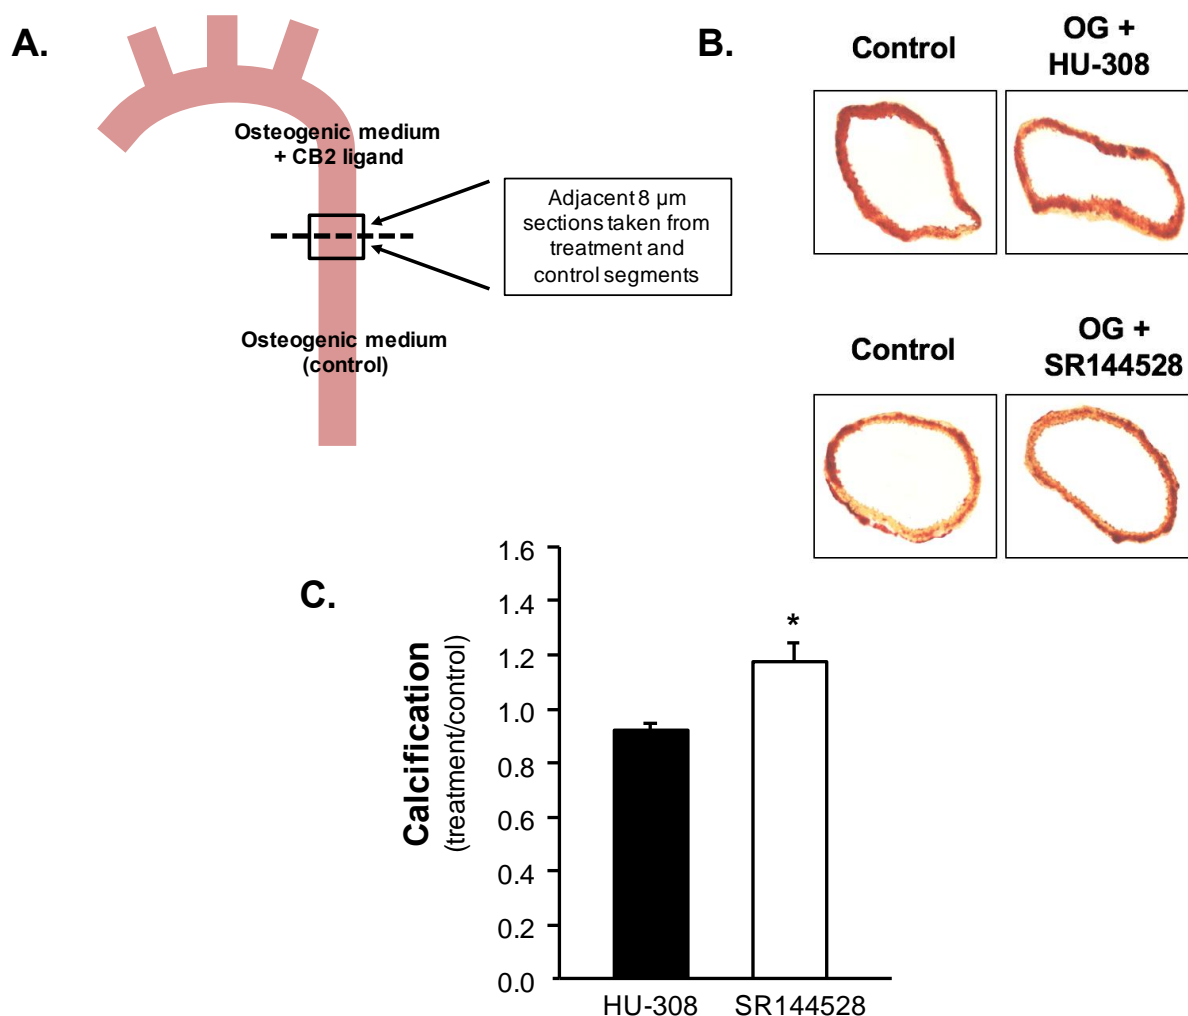 A.
Osteogenic medium
+ CB2 ligand
Adjacent 8 µm
sections taken from
treatment and
control segments
Osteogenic medium
(control)
B.
Control
OG +
HU-308
Control
OG +
SR144528
C.
Calcification
(treatment/control)
1.6
1.4
1.2
1.0
0.8
0.6
0.4
0.2
0.0
*
HU-308
SR144528